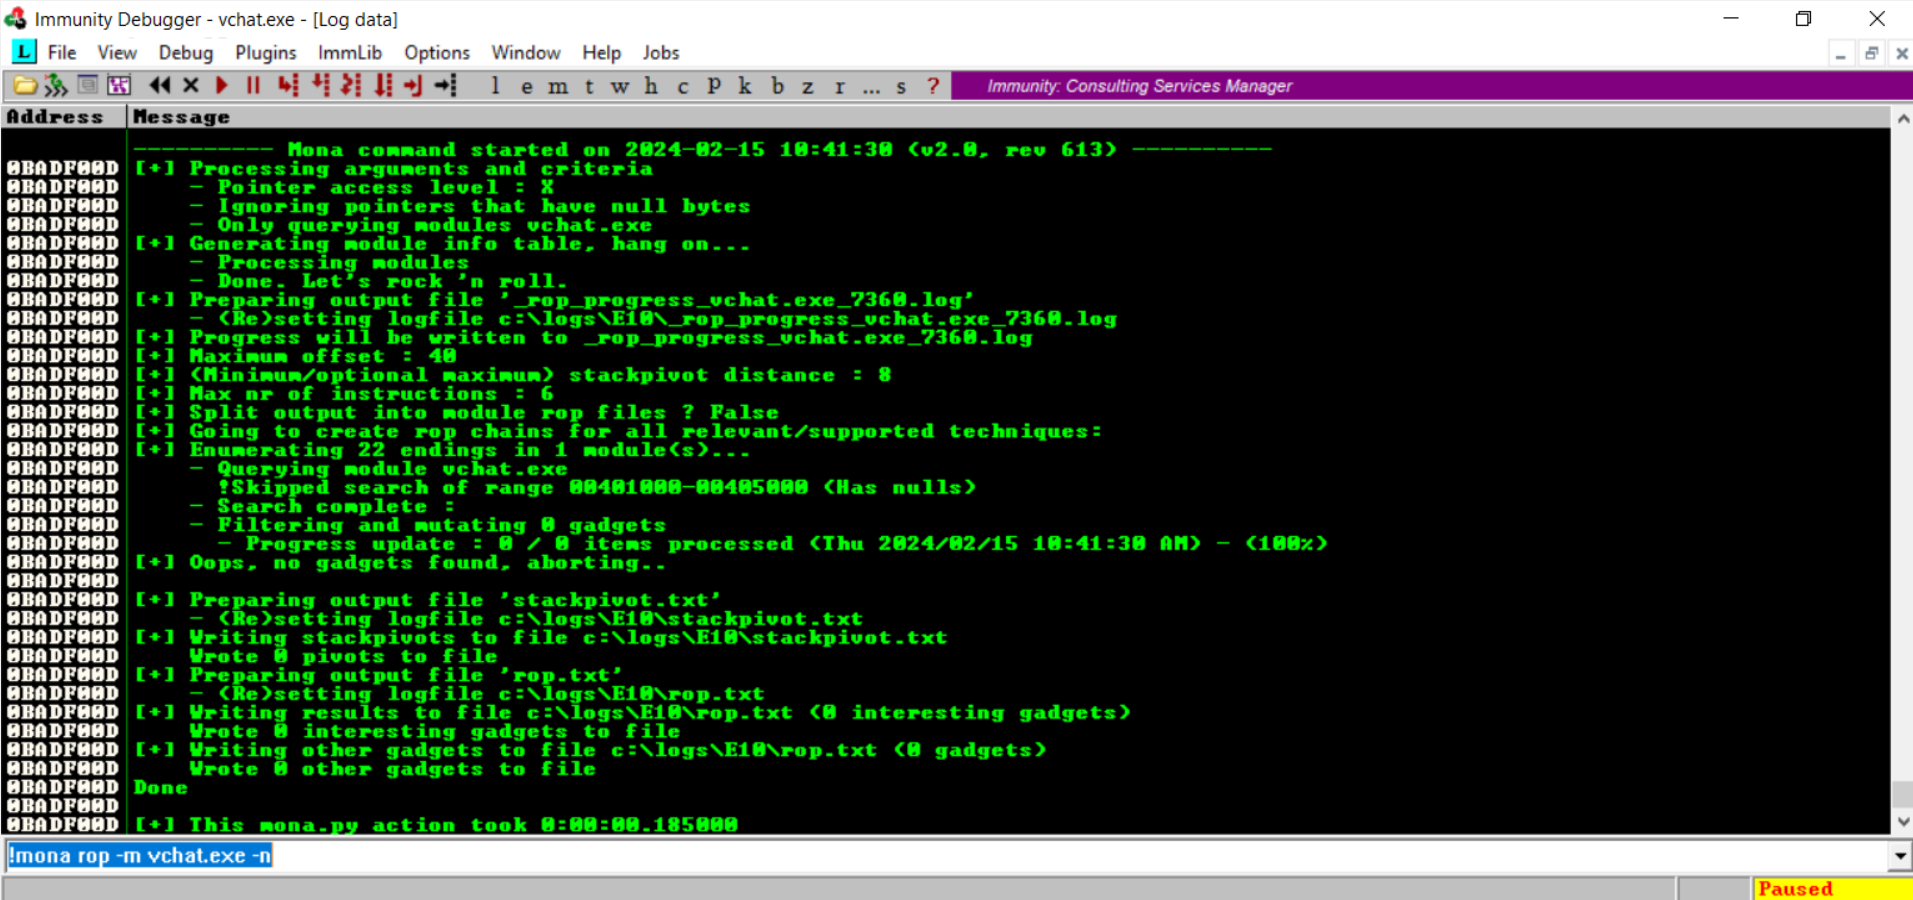 Immunity Debugger - vchat.exe - [Log data]
L File View Debug Plugins ImmLib Options Window Help Jobs
l e m t w h c P k b z r ... s ? Immunity: Consulting Services Manager
Address Message
---------- Mona command started on 2024-02-15 10:41:30 (v2.0, rev 613) ----------
0BADF00D [+] Processing arguments and criteria
0BADF00D - Pointer access level : X
0BADF00D - Ignoring pointers that have null bytes
0BADF00D - Only querying modules vchat.exe
0BADF00D [+] Generating module info table, hang on...
0BADF00D - Processing modules
0BADF00D - Done. Let's rock 'n roll.
0BADF00D [+] Preparing output file '_rop_progress_vchat.exe_7360.log'
0BADF00D - (Re)setting logfile c:\logs\E10\_rop_progress_vchat.exe_7360.log
0BADF00D [+] Progress will be written to _rop_progress_vchat.exe_7360.log
0BADF00D [+] Maximum offset : 40
0BADF00D [+] (Minimum/optional maximum) stackpivot distance : 8
0BADF00D [+] Max nr of instructions : 6
0BADF00D [+] Split output into module rop files ? False
0BADF00D [+] Going to create rop chains for all relevant/supported techniques:
0BADF00D [+] Enumerating 22 endings in 1 module(s)...
0BADF00D - Querying module vchat.exe
0BADF00D !Skipped search of range 00401000-00405000 (Has nulls)
0BADF00D - Search complete :
0BADF00D - Filtering and mutating 0 gadgets
0BADF00D - Progress update : 0 / 0 items processed (Thu 2024/02/15 10:41:30 AM) - (100%)
0BADF00D [+] Oops, no gadgets found, aborting..
0BADF00D
0BADF00D [+] Preparing output file 'stackpivot.txt'
0BADF00D - (Re)setting logfile c:\logs\E10\stackpivot.txt
0BADF00D [+] Writing stackpivots to file c:\logs\E10\stackpivot.txt
0BADF00D Wrote 0 pivots to file
0BADF00D [+] Preparing output file 'rop.txt'
0BADF00D - (Re)setting logfile c:\logs\E10\rop.txt
0BADF00D [+] Writing results to file c:\logs\E10\rop.txt (0 interesting gadgets)
0BADF00D Wrote 0 interesting gadgets to file
0BADF00D [+] Writing other gadgets to file c:\logs\E10\rop.txt (0 gadgets)
0BADF00D Wrote 0 other gadgets to file
0BADF00D Done
0BADF00D
0BADF00D [+] This mona.py action took 0:00:00.185000
!mona rop -m vchat.exe -n
Paused